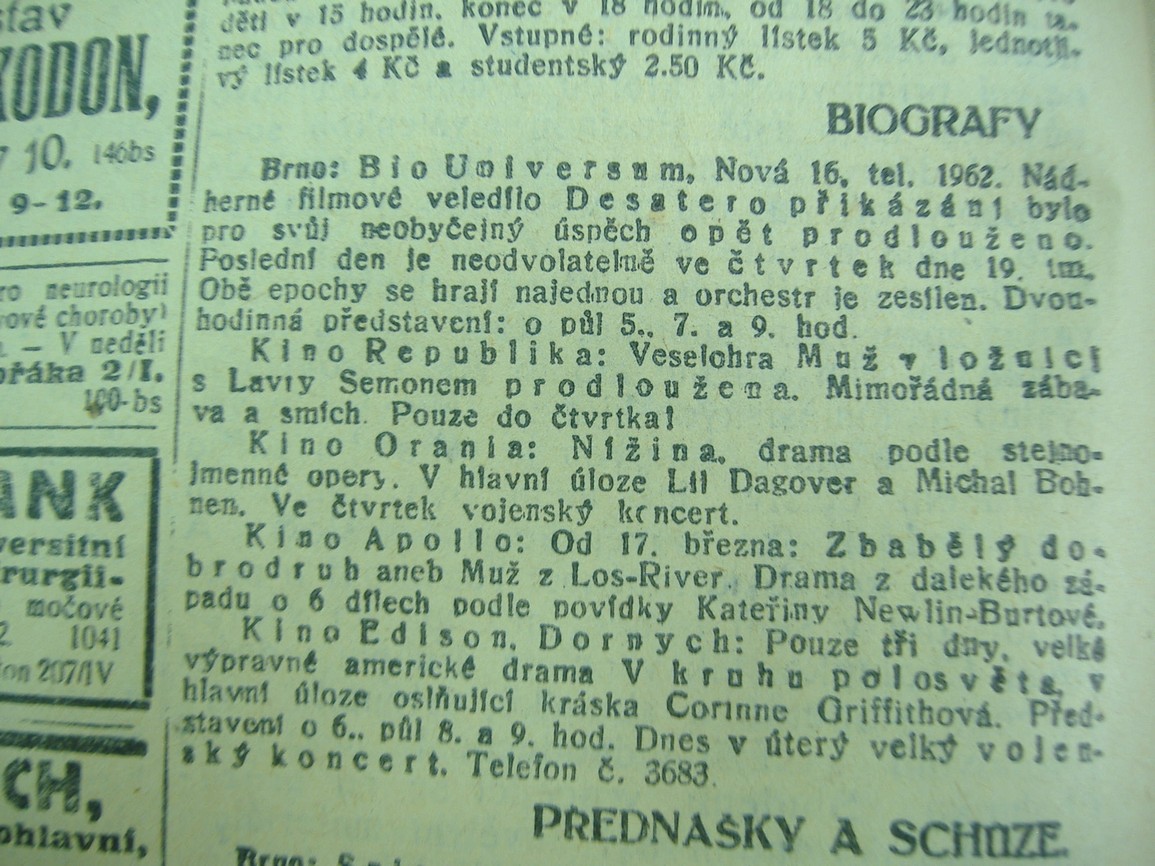 stav
KODON,
10. 146bs
9-12.
ro neurologii
ové choroby)
— V neděli
ořáka 2/I.
100-bs
ANK
versitní
rurgii-
močové
2 1041
on 207/IV
CH,
ohlavní,
děti v 15 hodin, konec v 18 hodin, od 18 do 23 hodin ta-
nec pro dospělé. Vstupné: rodinný lístek 5 Kč, jednotli-
vý lístek 4 Kč a studentský 2.50 Kč.
BIOGRAFY
Brno: Bio Universum, Nová 16, tel. 1962. Nád-
herné filmové veledílo Desatero přikázání bylo
pro svůj neobyčejný úspěch opět prodlouženo.
Poslední den je neodvolatelně ve čtvrtek dne 19. tm.
Obě epochy se hrají najednou a orchestr je zesílen. Dvou-
hodinná představení: o půl 5., 7. a 9. hod.
Kino Republika: Veselohra Muž v ložnici
s Lavry Semonem prodloužena. Mimořádná zába-
va a smích. Pouze do čtvrtka!
Kino Orania: Nížina, drama podle stejno-
jmenné opery. V hlavní úloze Lil Dagover a Michal Boh-
nen. Ve čtvrtek vojenský koncert.
Kino Apollo: Od 17. března: Zbabělý do-
brodruh aneb Muž z Los-River. Drama z dalekého zá-
padu o 6 dílech podle povídky Kateřiny Newlin-Burtové.
Kino Edison, Dornych: Pouze tři dny, velké
výpravné americké drama V kruhu polosvěta, v
hlavní úloze oslňující kráska Corinne Griffithová. Před-
stavení o 6., půl 8. a 9. hod. Dnes v úterý velký vojen-
ský koncert. Telefon č. 3683.
PŘEDNÁŠKY A SCHŮZE.
Brno: